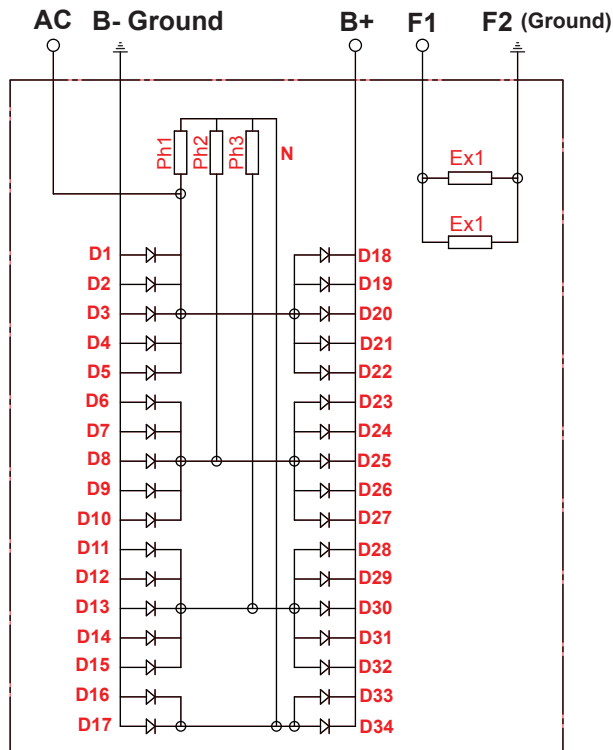 AC B- Ground B+ F1 F2 (Ground)
Ph1 Ph2 Ph3 N
Ex1
Ex1
D1 D18
D2 D19
D3 D20
D4 D21
D5 D22
D6 D23
D7 D24
D8 D25
D9 D26
D10 D27
D11 D28
D12 D29
D13 D30
D14 D31
D15 D32
D16 D33
D17 D34